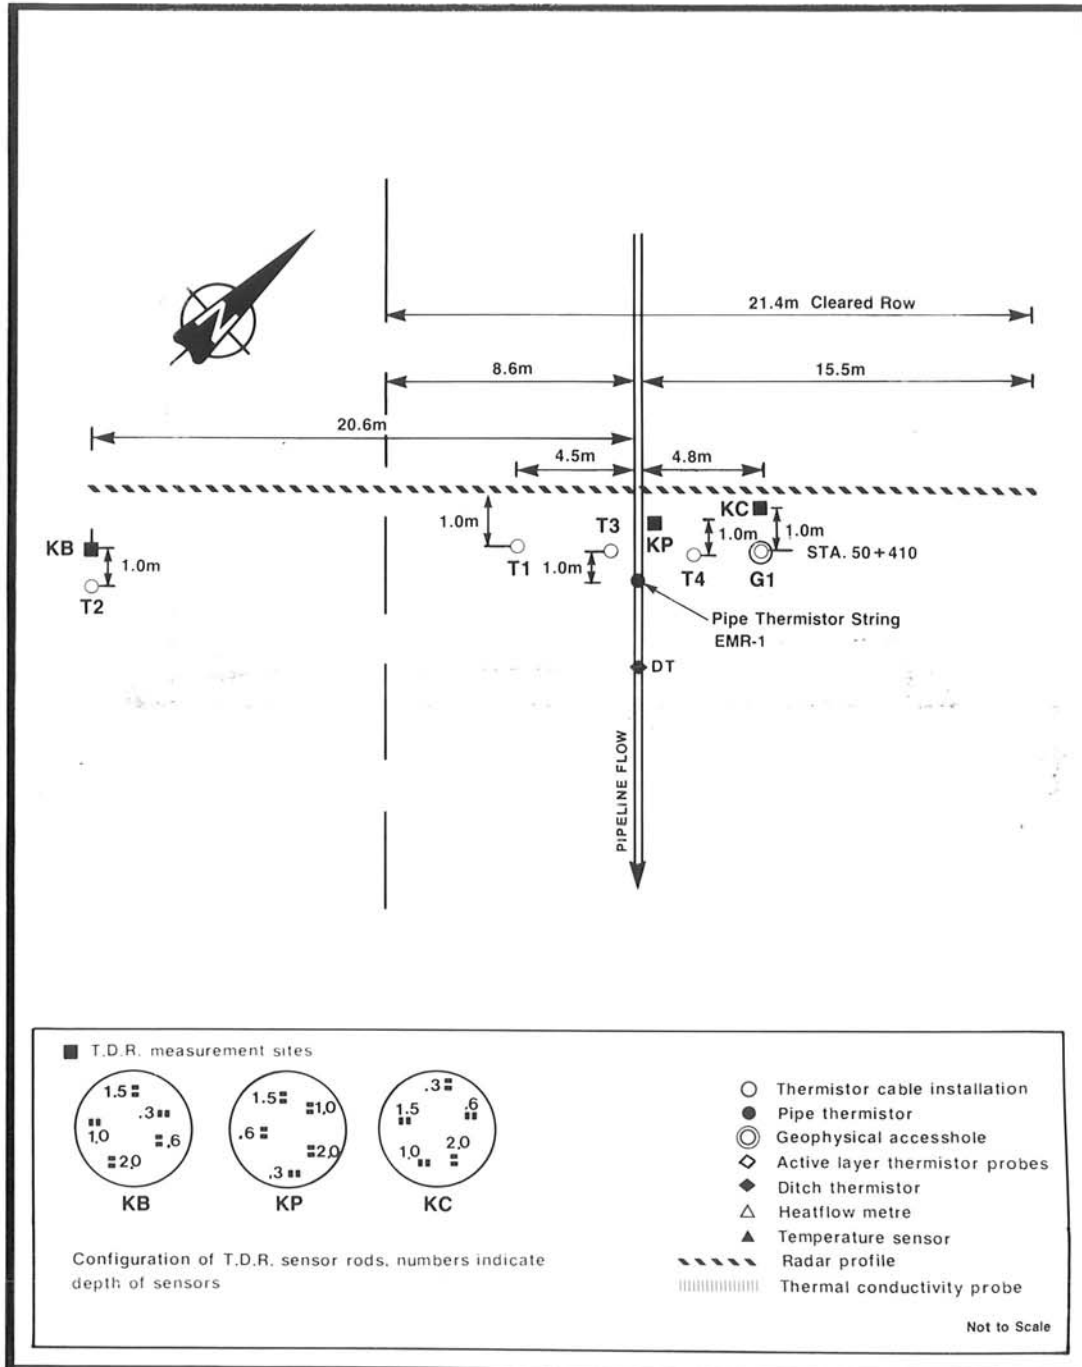 N
21.4m Cleared Row
8.6m
15.5m
20.6m
4.5m
4.8m
KC
1.0m
T3
KP
1.0m
1.0m
KB
1.0m
T1
1.0m
T4
G1
STA. 50+410
T2
Pipe Thermistor String
EMR-1
DT
PIPELINE FLOW
T.D.R. measurement sites
1.5
.3
1.0
.6
2.0
KB
1.5
1.0
.6
2.0
.3
KP
.3
1.5
.6
1.0
2.0
KC
Configuration of T.D.R. sensor rods, numbers indicate
depth of sensors
Thermistor cable installation
Pipe thermistor
Geophysical accesshole
Active layer thermistor probes
Ditch thermistor
Heatflow metre
Temperature sensor
Radar profile
Thermal conductivity probe
Not to Scale